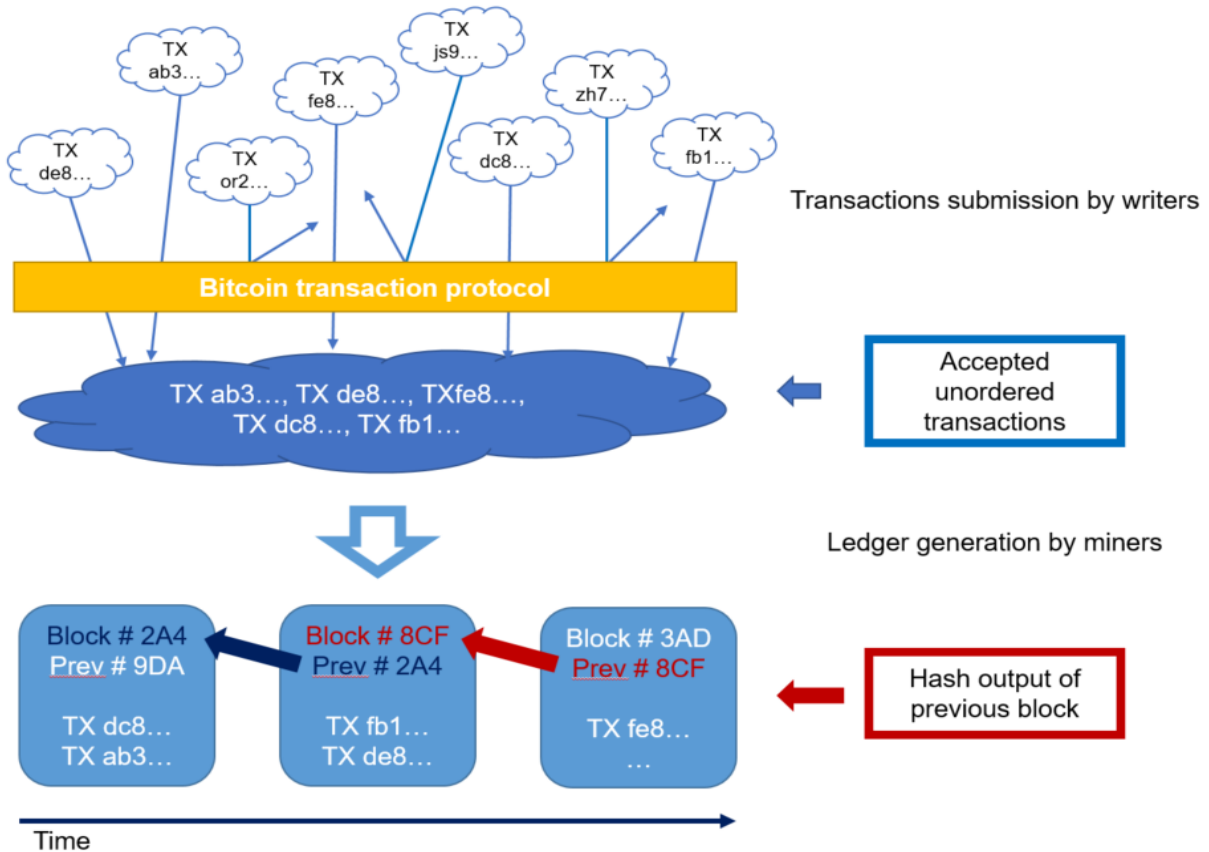 TX
ab3...
TX
js9...
TX
fe8...
TX
zh7...
TX
de8...
TX
or2...
TX
dc8...
TX
fb1...
Transactions submission by writers
Bitcoin transaction protocol
TX ab3..., TX de8..., TXfe8...,
TX dc8..., TX fb1...
Accepted
unordered
transactions
Ledger generation by miners
Block # 2A4
Prev # 9DA
TX dc8...
TX ab3...
Block # 8CF
Prev # 2A4
TX fb1...
TX de8...
Block # 3AD
Prev # 8CF
TX fe8...
...
Hash output of
previous block
Time